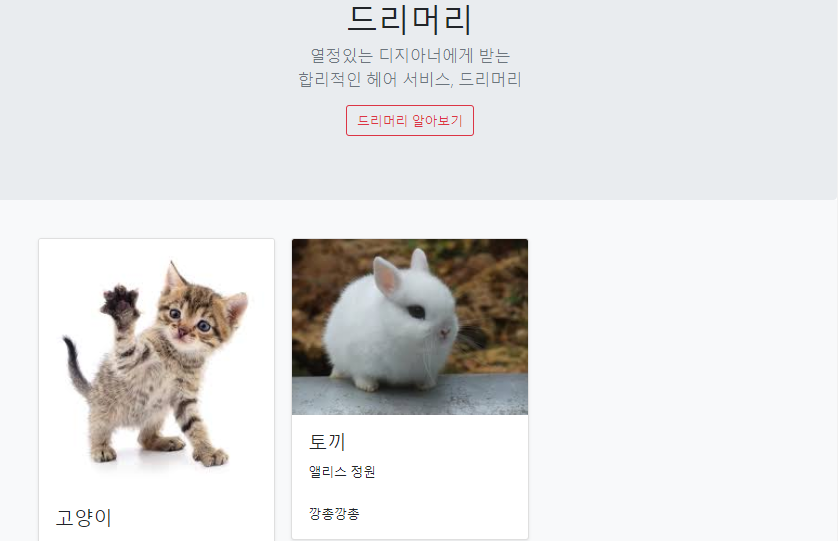 드리머리
열정있는 디지아너에게 받는
합리적인 헤어 서비스, 드리머리
드리머리 알아보기
토끼
앨리스 정원
깡총깡총
고양이